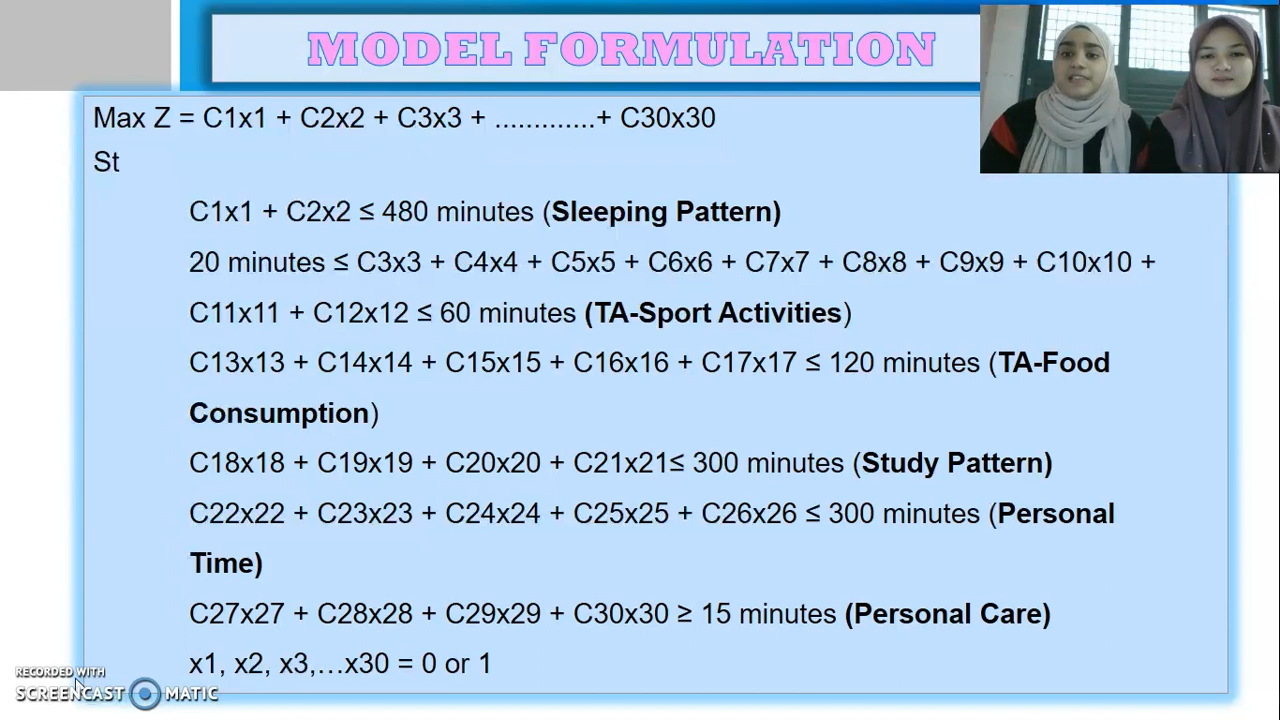 MODEL FORMULATION
Max Z = C1x1 + C2x2 + C3x3 + .............+ C30x30
St
C1x1 + C2x2 ≤ 480 minutes (Sleeping Pattern)
20 minutes ≤ C3x3 + C4x4 + C5x5 + C6x6 + C7x7 + C8x8 + C9x9 + C10x10 +
C11x11 + C12x12 ≤ 60 minutes (TA-Sport Activities)
C13x13 + C14x14 + C15x15 + C16x16 + C17x17 ≤ 120 minutes (TA-Food
Consumption)
C18x18 + C19x19 + C20x20 + C21x21≤ 300 minutes (Study Pattern)
C22x22 + C23x23 + C24x24 + C25x25 + C26x26 ≤ 300 minutes (Personal
Time)
C27x27 + C28x28 + C29x29 + C30x30 ≥ 15 minutes (Personal Care)
x1, x2, x3,…x30 = 0 or 1
RECORDED WITH
SCREENCAST MATIC